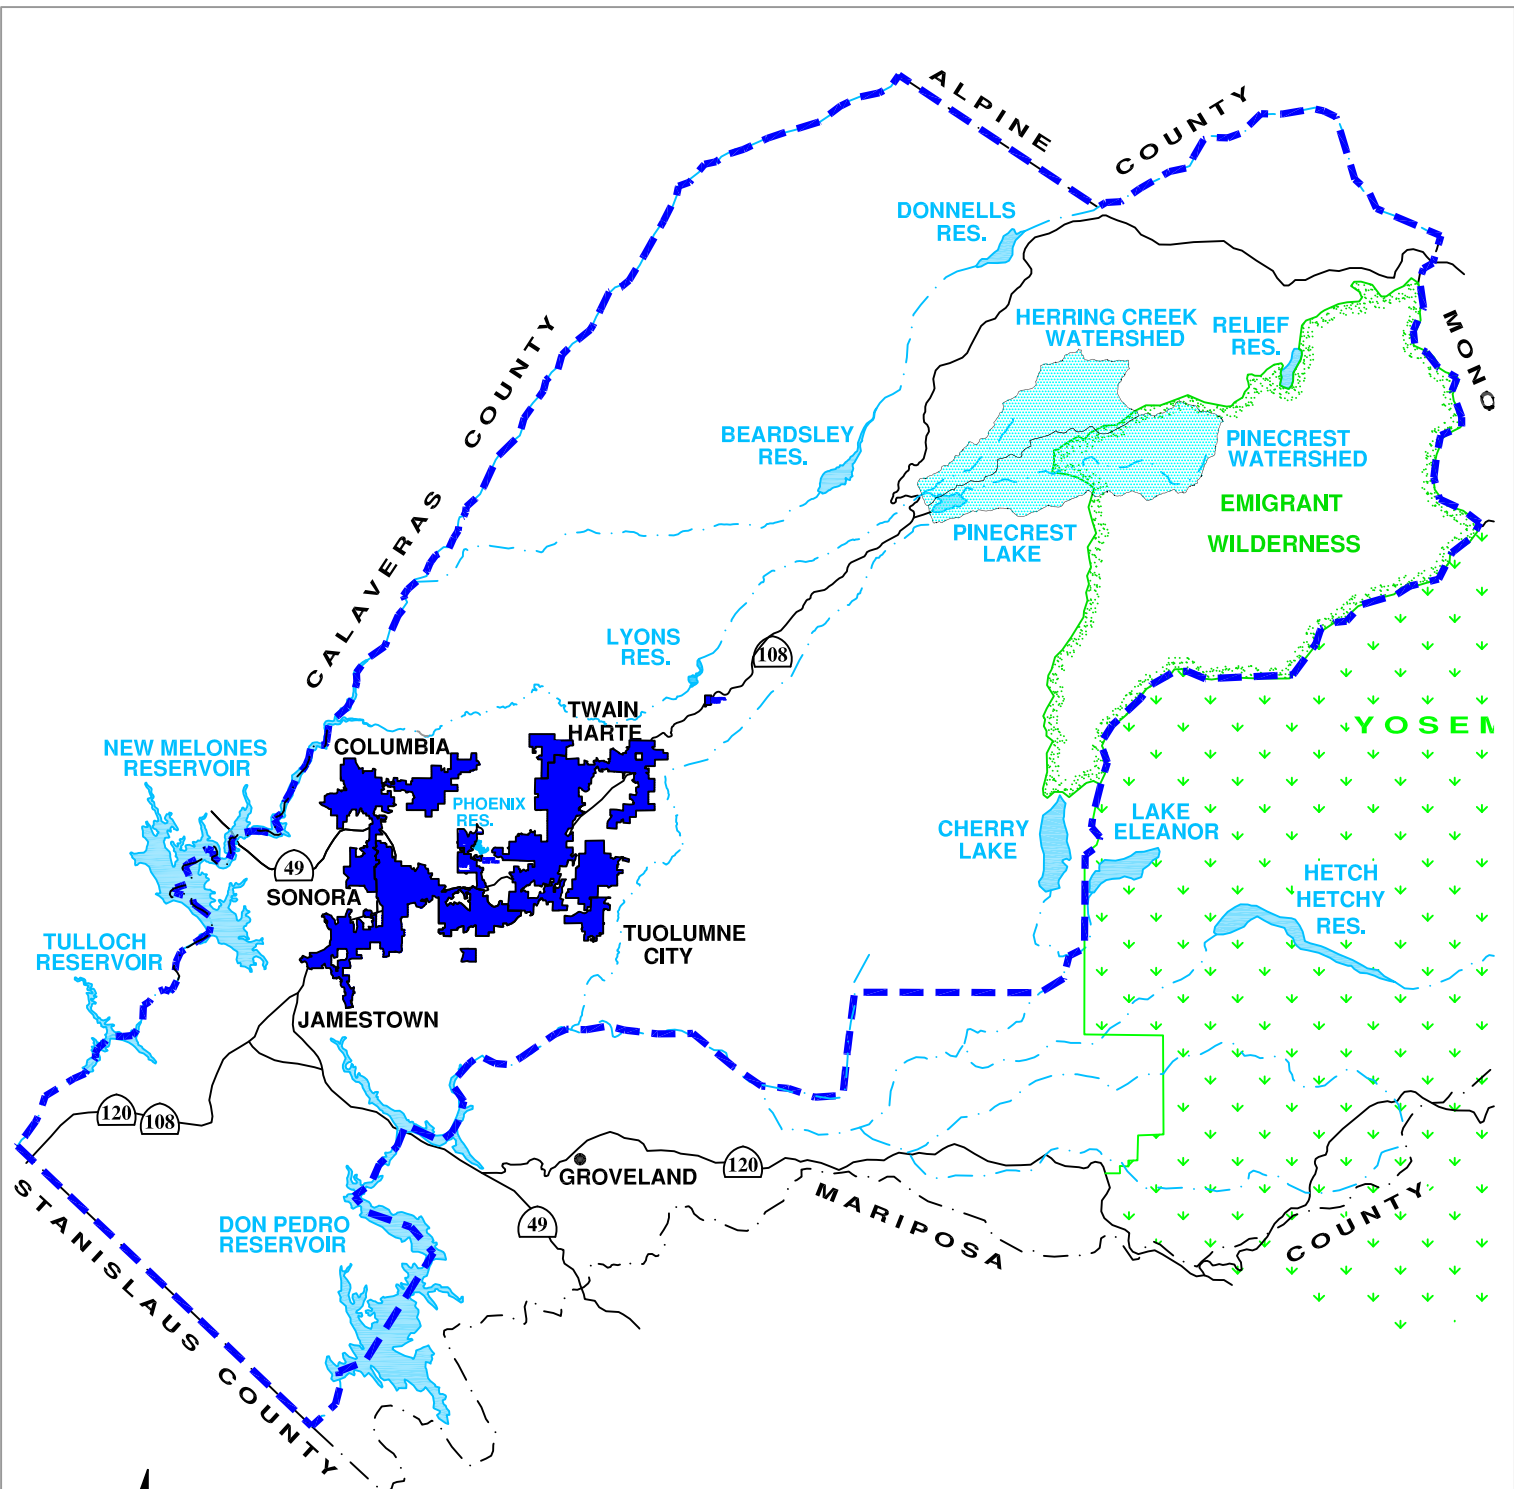 ALPINE
COUNTY
DONNELLS
RES.
HERRING CREEK
WATERSHED
RELIEF
RES.
MONO
CALAVERAS COUNTY
BEARDSLEY
RES.
PINECREST
WATERSHED
EMIGRANT
WILDERNESS
PINECREST
LAKE
LYONS
RES.
108
TWAIN
HARTE
YOSEM
COLUMBIA
NEW MELONES
RESERVOIR
PHOENIX
RES.
CHERRY
LAKE
LAKE
ELEANOR
49
SONORA
HETCH
HETCHY
RES.
TULLOCH
RESERVOIR
TUOLUMNE
CITY
JAMESTOWN
120
108
GROVELAND
120
MARIPOSA
COUNTY
49
DON PEDRO
RESERVOIR
STANISLAUS COUNTY